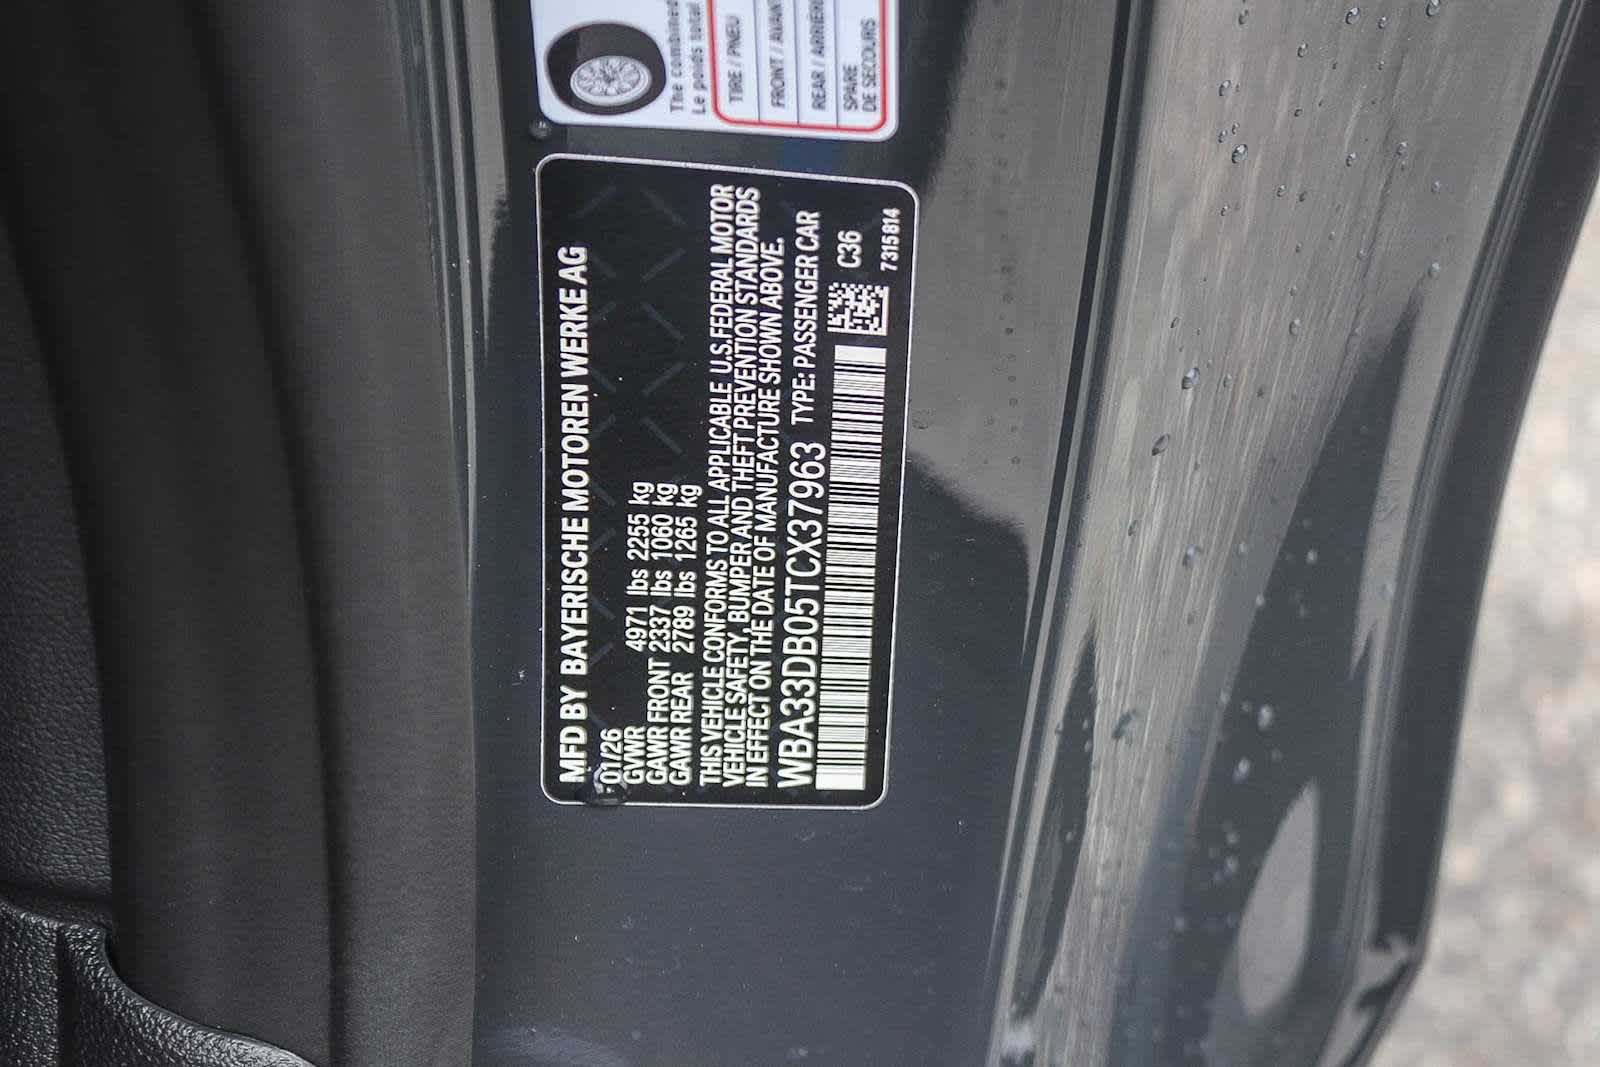 The combined
Le poids total
TIRE / PNEU
FRONT / AVANT
REAR / ARRIÈRE
SPARE
DE SECOURS
MFD BY BAYERISCHE MOTOREN WERKE AG
01/26
GVWR 4971 lbs 2255 kg
GAWR FRONT 2337 lbs 1060 kg
GAWR REAR 2789 lbs 1265 kg
THIS VEHICLE CONFORMS TO ALL APPLICABLE U.S.FEDERAL MOTOR
VEHICLE SAFETY, BUMPER AND THEFT PREVENTION STANDARDS
IN EFFECT ON THE DATE OF MANUFACTURE SHOWN ABOVE.
WBA33DB05TCX37963 TYPE: PASSENGER CAR
C36
7315814